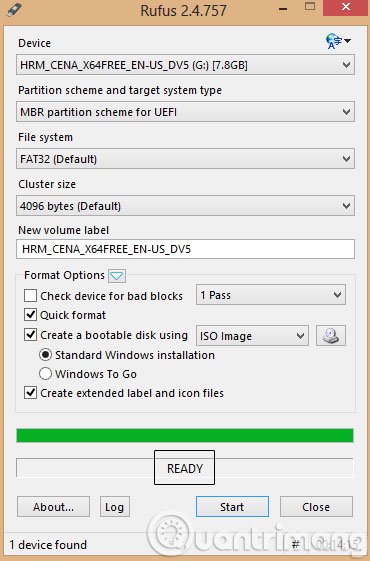 Rufus 2.4.757
Device
HRM_CENA_X64FREE_EN-US_DV5 (G:) [7.8GB]
Partition scheme and target system type
MBR partition scheme for UEFI
File system
FAT32 (Default)
Cluster size
4096 bytes (Default)
New volume label
HRM_CENA_X64FREE_EN-US_DV5
Format Options
Check device for bad blocks 1 Pass
Quick format
Create a bootable disk using ISO Image
Standard Windows installation
Windows To Go
Create extended label and icon files
READY
About... Log Start Close
Quantrimang
1 device found # 00:14:15